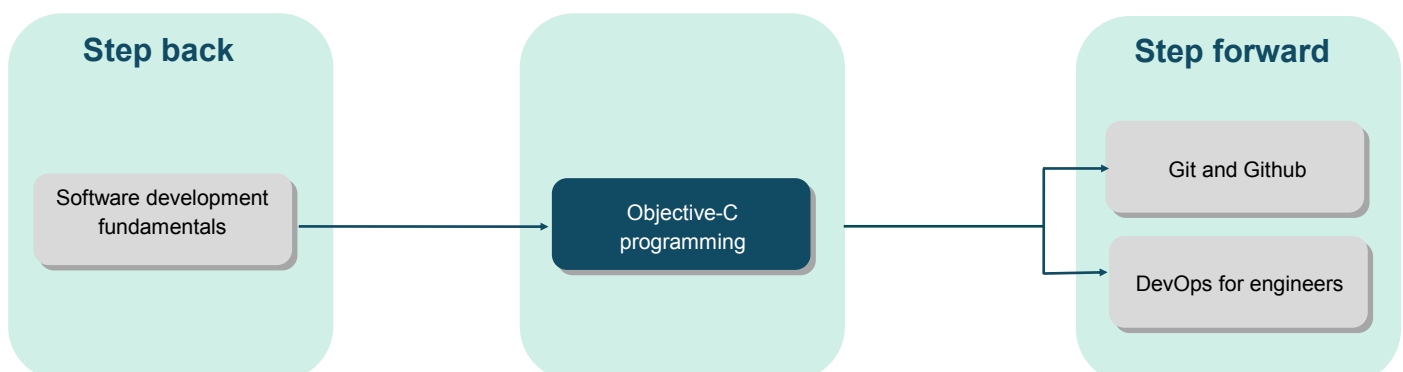 Step back
Software development
fundamentals
Objective-C
programming
Step forward
Git and Github
DevOps for engineers